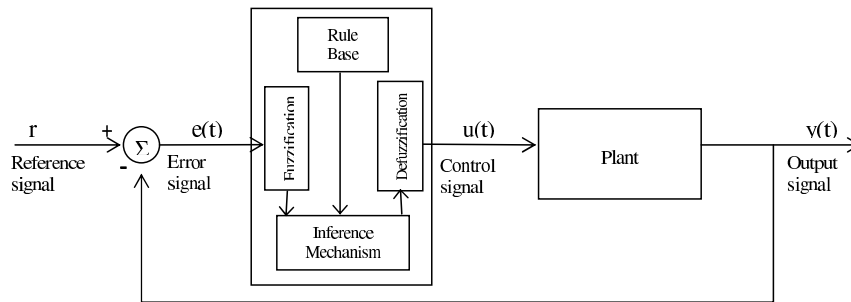 Rule
Base
Fuzzification
Defuzzification
r
+
e(t)
u(t)
y(t)
Σ
Plant
Reference
signal
-
Error
signal
Control
signal
Output
signal
Inference
Mechanism